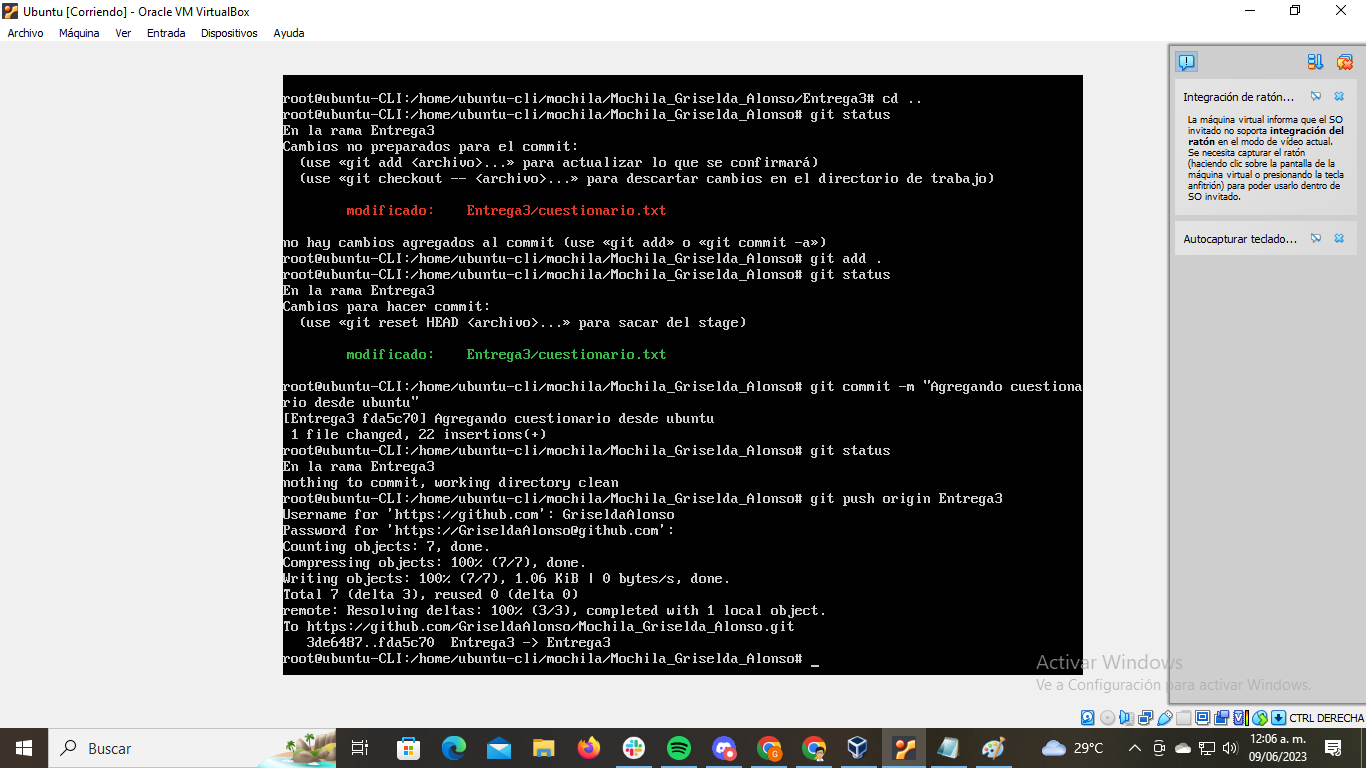 Ubuntu [Corriendo] - Oracle VM VirtualBox
Archivo Máquina Ver Entrada Dispositivos Ayuda
root@ubuntu-CLI:/home/ubuntu-cli/mochila/Mochila_Griselda_Alonso/Entrega3# cd ..
root@ubuntu-CLI:/home/ubuntu-cli/mochila/Mochila_Griselda_Alonso# git status
En la rama Entrega3
Cambios no preparados para el commit:
(use «git add <archivo>...» para actualizar lo que se confirmará)
(use «git checkout -- <archivo>...» para descartar cambios en el directorio de trabajo)
modificado: Entrega3/cuestionario.txt
no hay cambios agregados al commit (use «git add» o «git commit -a»)
root@ubuntu-CLI:/home/ubuntu-cli/mochila/Mochila_Griselda_Alonso# git add .
root@ubuntu-CLI:/home/ubuntu-cli/mochila/Mochila_Griselda_Alonso# git status
En la rama Entrega3
Cambios para hacer commit:
(use «git reset HEAD <archivo>...» para sacar del stage)
modificado: Entrega3/cuestionario.txt
root@ubuntu-CLI:/home/ubuntu-cli/mochila/Mochila_Griselda_Alonso# git commit -m "Agregando cuestiona
rio desde ubuntu"
[Entrega3 fda5c70] Agregando cuestionario desde ubuntu
1 file changed, 22 insertions(+)
root@ubuntu-CLI:/home/ubuntu-cli/mochila/Mochila_Griselda_Alonso# git status
En la rama Entrega3
nothing to commit, working directory clean
root@ubuntu-CLI:/home/ubuntu-cli/mochila/Mochila_Griselda_Alonso# git push origin Entrega3
Username for 'https://github.com': GriseldaAlonso
Password for 'https://GriseldaAlonso@github.com':
Counting objects: 7, done.
Compressing objects: 100% (7/7), done.
Writing objects: 100% (7/7), 1.06 KiB | 0 bytes/s, done.
Total 7 (delta 3), reused 0 (delta 0)
remote: Resolving deltas: 100% (3/3), completed with 1 local object.
To https://github.com/GriseldaAlonso/Mochila_Griselda_Alonso.git
3de6487..fda5c70 Entrega3 -> Entrega3
root@ubuntu-CLI:/home/ubuntu-cli/mochila/Mochila_Griselda_Alonso# _
Integración de ratón...
La máquina virtual informa que el SO
invitado no soporta integración del
ratón en el modo de vídeo actual.
Se necesita capturar el ratón
(haciendo clic sobre la pantalla de la
máquina virtual o presionando la tecla
anfitrión) para poder usarlo dentro de
SO invitado.
Autocapturar teclado...
Activar Windows
Ve a Configuración para activar Windows.
CTRL DERECHA
Buscar
29°C
12:06 a. m.
09/06/2023